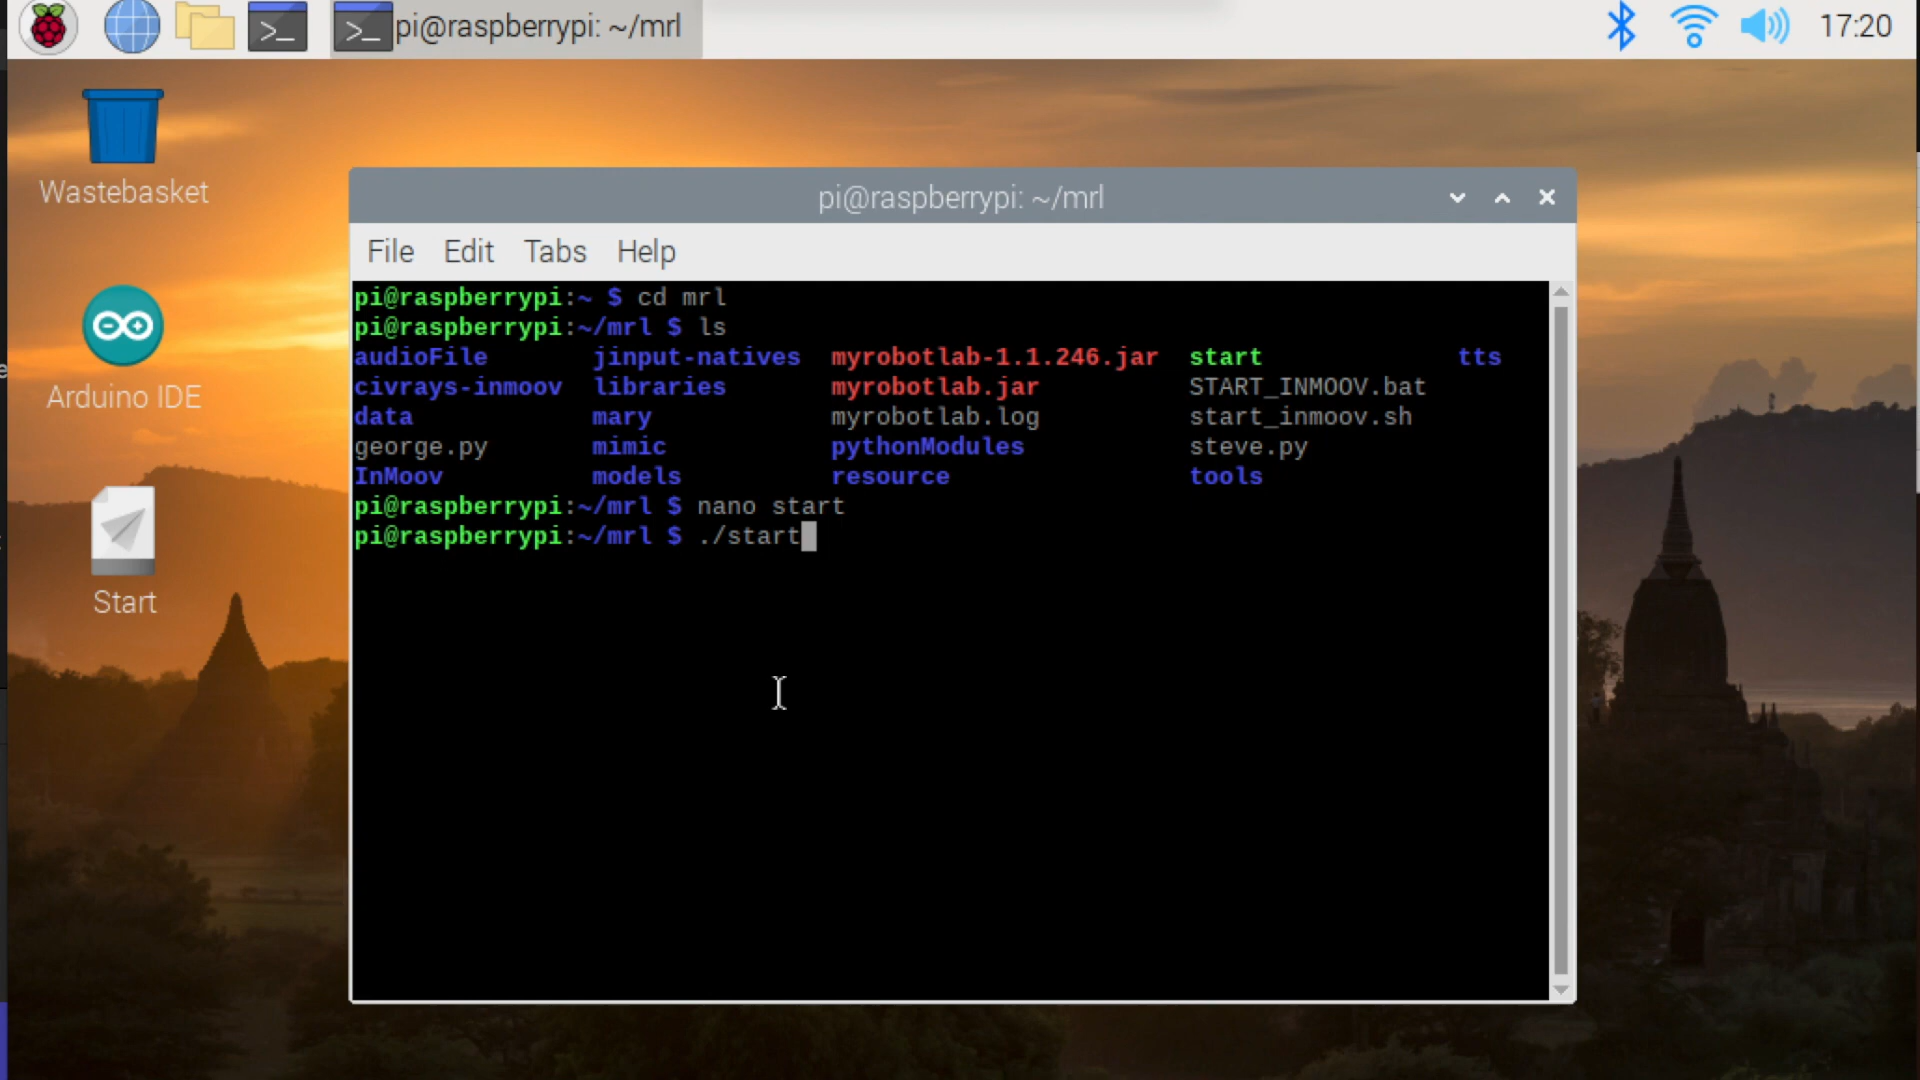 pi@raspberrypi: ~/mrl 17:20
Wastebasket
Arduino IDE
Start
pi@raspberrypi: ~/mrl
File Edit Tabs Help
pi@raspberrypi:~ $ cd mrl
pi@raspberrypi:~/mrl $ ls
audioFile jinput-natives myrobotlab-1.1.246.jar start tts
civrays-inmoov libraries myrobotlab.jar START_INMOOV.bat
data mary myrobotlab.log start_inmoov.sh
george.py mimic pythonModules steve.py
InMoov models resource tools
pi@raspberrypi:~/mrl $ nano start
pi@raspberrypi:~/mrl $ ./start